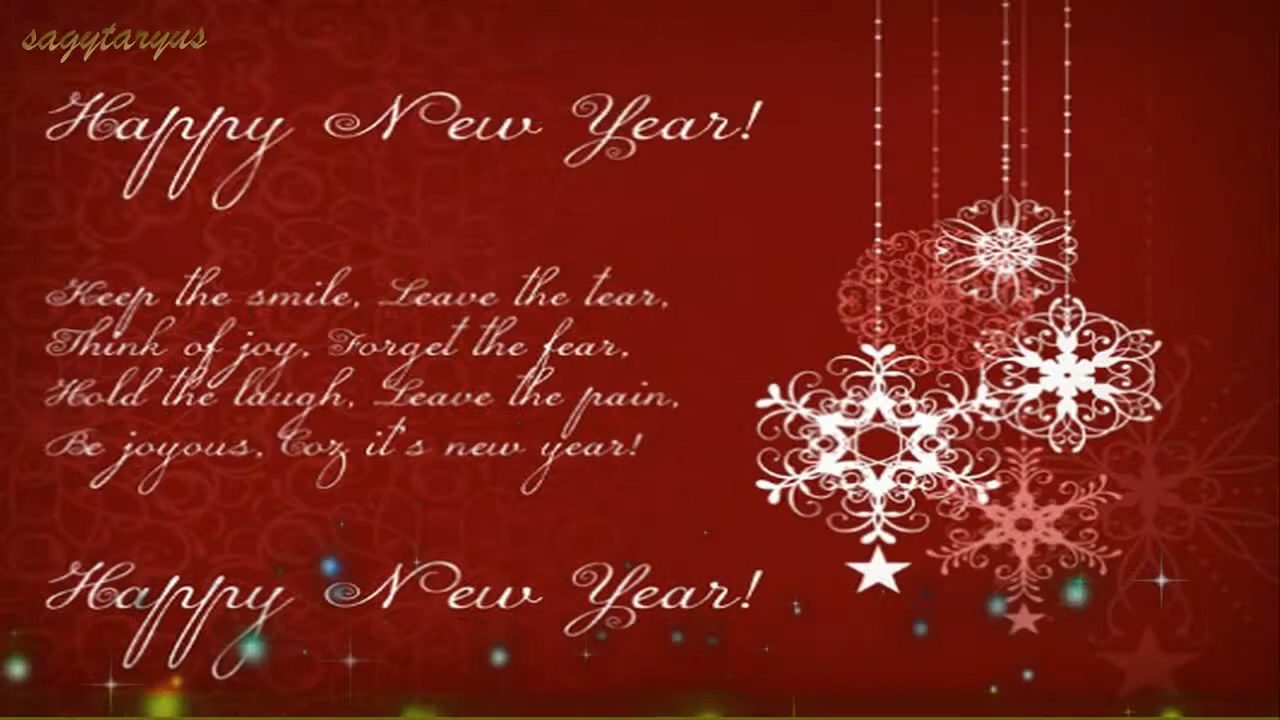 sagytaryus
Happy New Year!
Keep the smile, Leave the tear,
Think of joy, Forget the fear,
Hold the laugh, Leave the pain,
Be joyous, Coz it's new year!
Happy New Year!